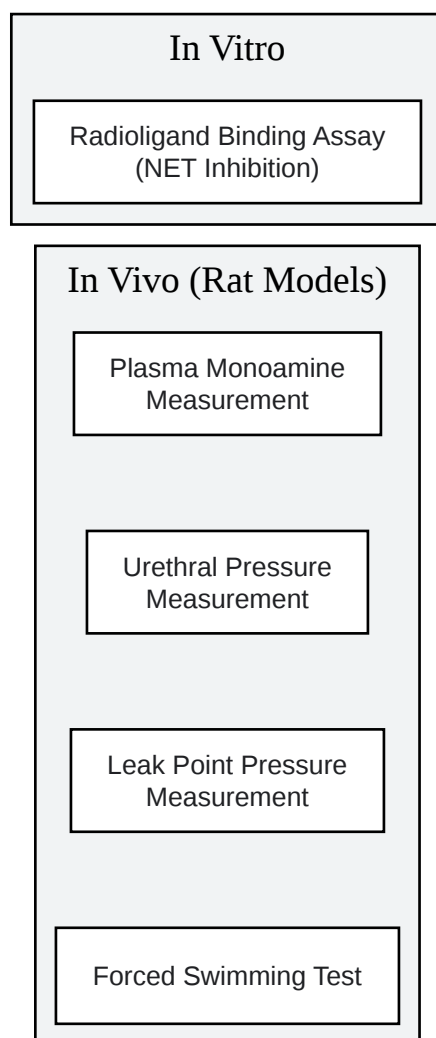 In Vitro
Radioligand Binding Assay
(NET Inhibition)
In Vivo (Rat Models)
Plasma Monoamine
Measurement
Urethral Pressure
Measurement
Leak Point Pressure
Measurement
Forced Swimming Test